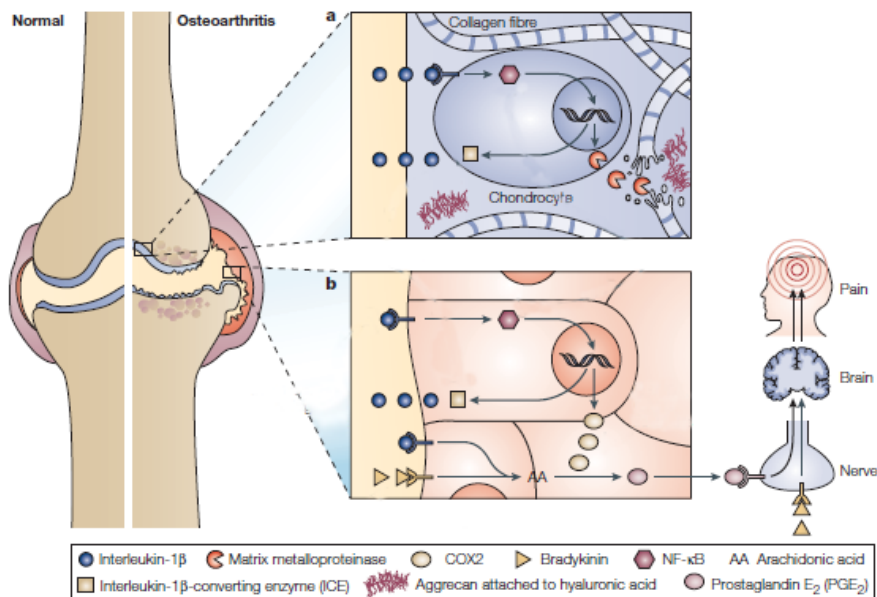 Normal
Osteoarthritis
a
Collagen fibre
Chondrocyte
b
AA
Pain
Brain
Nerve
Interleukin-1β
Matrix metalloproteinase
COX2
Bradykinin
NF-κB
AA Arachidonic acid
Interleukin-1β-converting enzyme (ICE)
Aggrecan attached to hyaluronic acid
Prostaglandin E₂ (PGE₂)